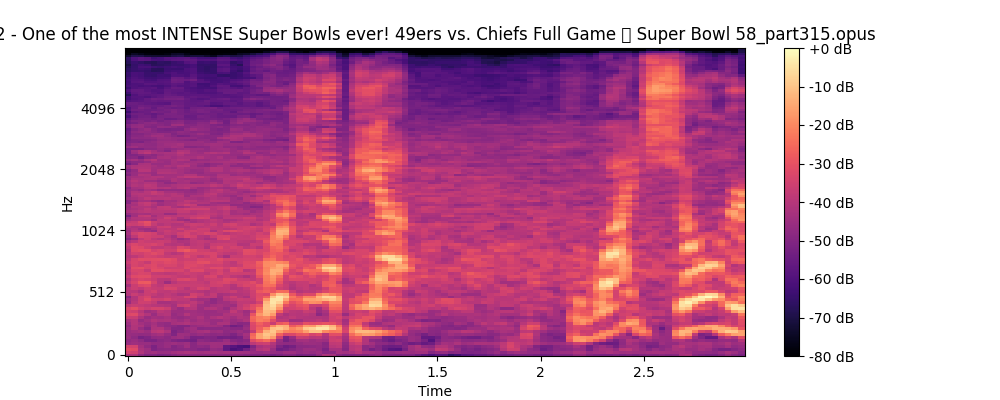 2 - One of the most INTENSE Super Bowls ever! 49ers vs. Chiefs Full Game Super Bowl 58_part315.opus
+0 dB
4096
-10 dB
-20 dB
2048
-30 dB
Hz
1024
-40 dB
-50 dB
512
-60 dB
-70 dB
0
-80 dB
0 0.5 1 1.5 2 2.5
Time